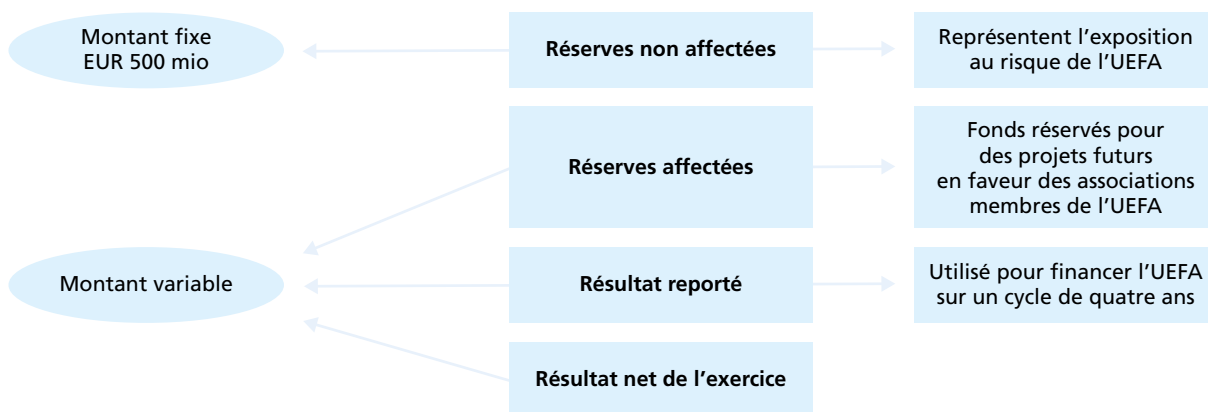 Montant fixe
EUR 500 mio
Réserves non affectées
Représentent l’exposition
au risque de l’UEFA
Réserves affectées
Fonds réservés pour
des projets futurs
en faveur des associations
membres de l’UEFA
Montant variable
Résultat reporté
Utilisé pour financer l’UEFA
sur un cycle de quatre ans
Résultat net de l’exercice